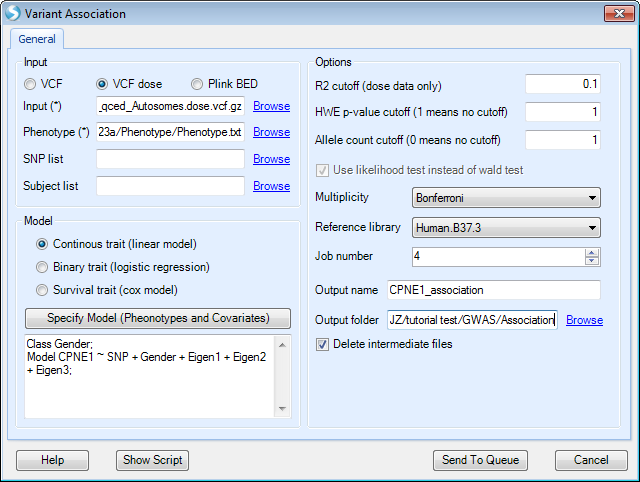 Variant Association
General
Input
VCF VCF dose Plink BED
Input (*) _qced_Autosomes.dose.vcf.gz Browse
Phenotype (*) 23a/Phenotype/Phenotype.txt Browse
SNP list Browse
Subject list Browse
Model
Continous trait (linear model)
Binary trait (logistic regression)
Survival trait (cox model)
Specify Model (Pheonotypes and Covariates)
Class Gender;
Model CPNE1 ~ SNP + Gender + Eigen1 + Eigen2
+ Eigen3;
Options
R2 cutoff (dose data only) 0.1
HWE p-value cutoff (1 means no cutoff) 1
Allele count cutoff (0 means no cutoff) 1
Use likelihood test instead of wald test
Multiplicity Bonferroni
Reference library Human.B37.3
Job number 4
Output name CPNE1_association
Output folder JZ/tutorial test/GWAS/Association Browse
Delete intermediate files
Help Show Script Send To Queue Cancel